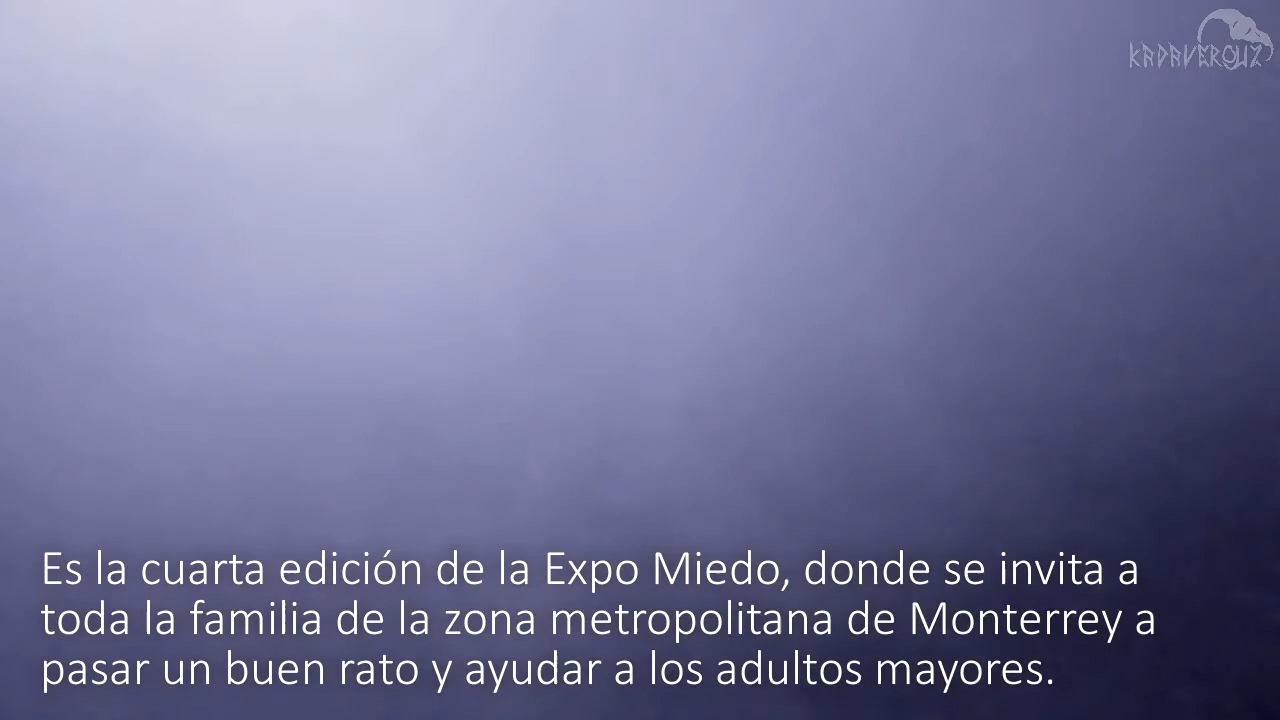 KADAVEROUZ
Es la cuarta edición de la Expo Miedo, donde se invita a
toda la familia de la zona metropolitana de Monterrey a
pasar un buen rato y ayudar a los adultos mayores.